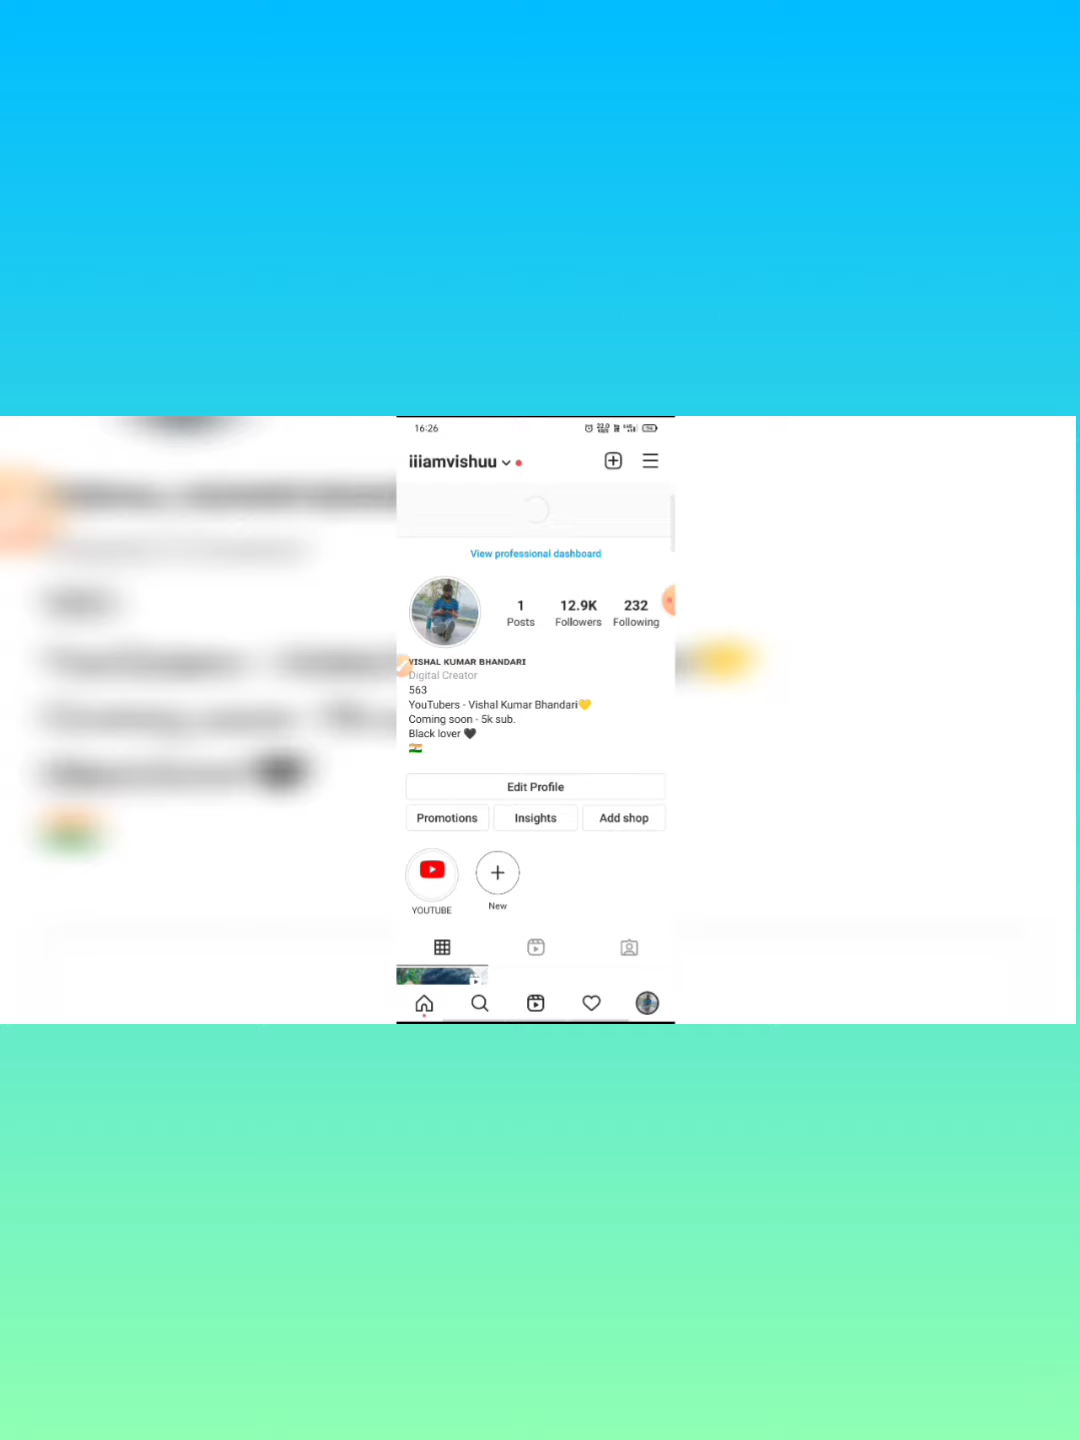 16:26
iiiamvishuu
View professional dashboard
1 12.9K 232
Posts Followers Following
VISHAL KUMAR BHANDARI
Digital Creator
563
YouTubers - Vishal Kumar Bhandari💛
Coming soon - 5k sub.
Black lover 🖤
🇮🇳
Edit Profile
Promotions Insights Add shop
YOUTUBE New